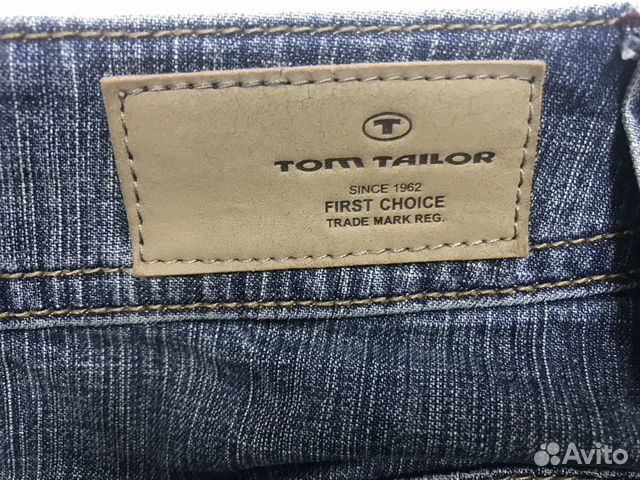 T
TOM TAILOR
SINCE 1962
FIRST CHOICE
TRADE MARK REG.
Avito